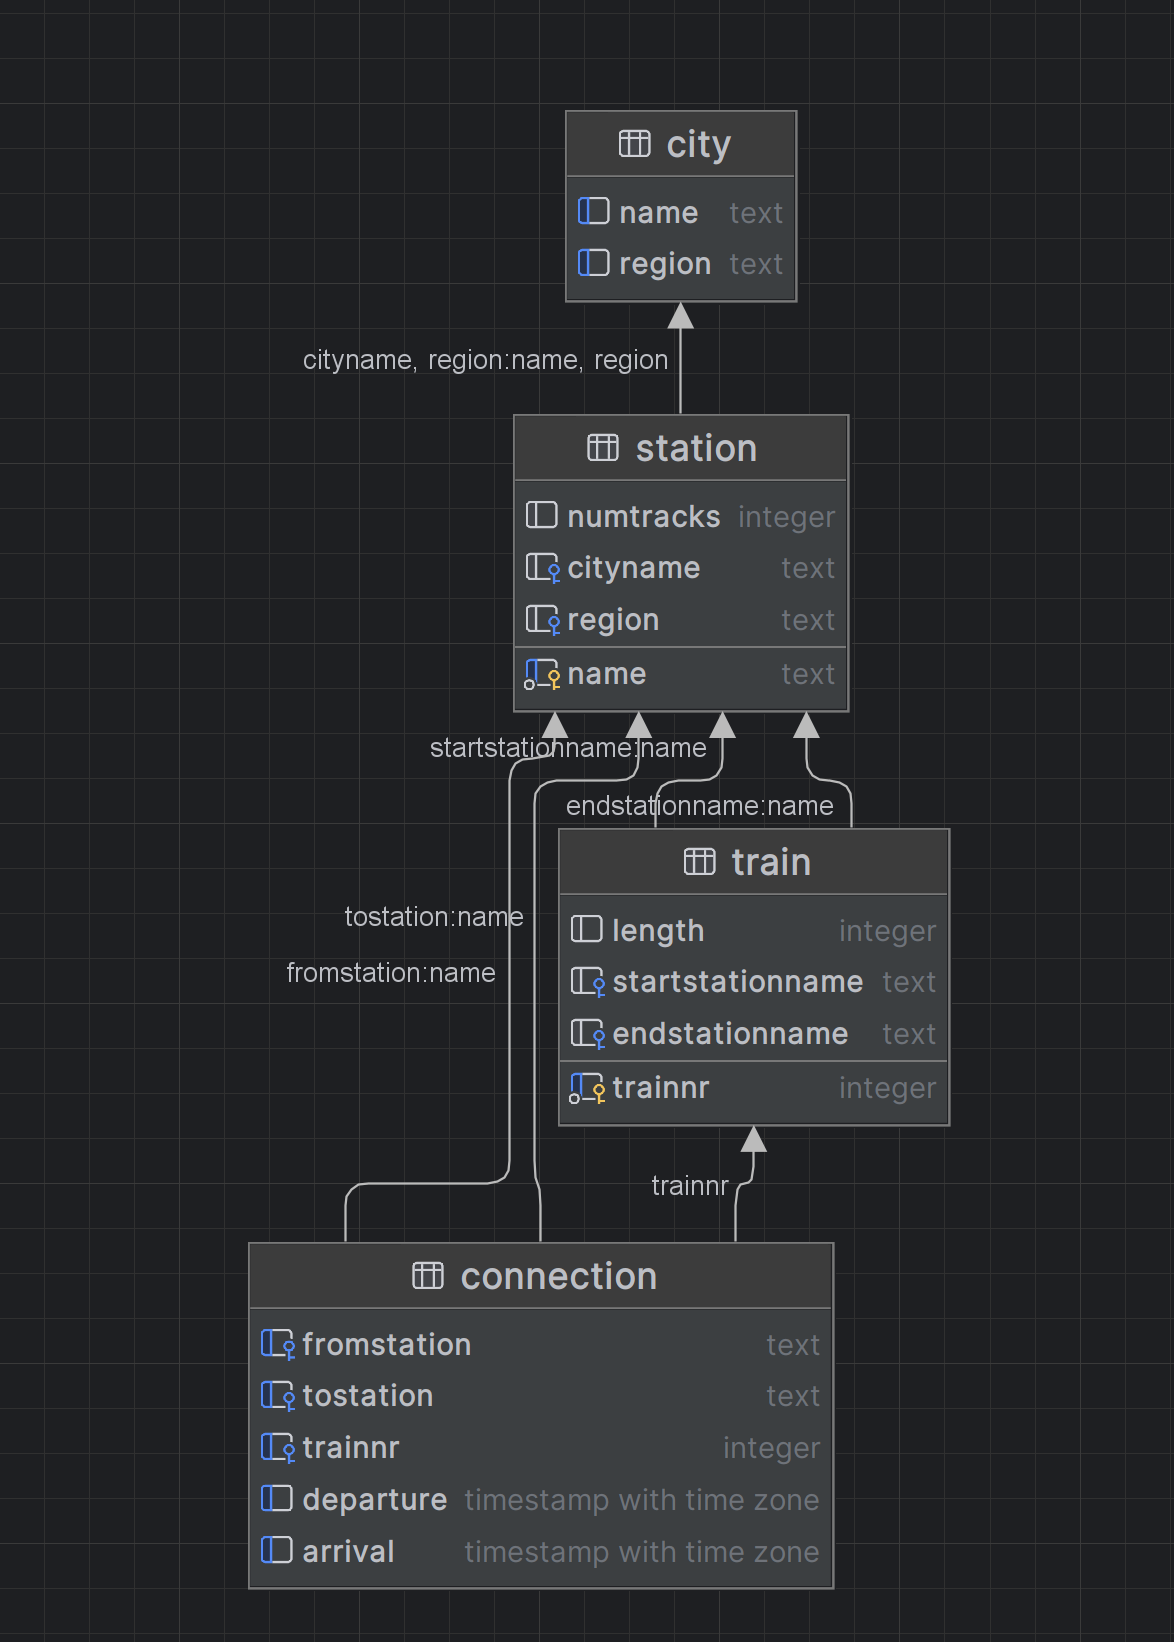 city
name text
region text
cityname, region:name, region
station
numtracks integer
cityname text
region text
name text
startstationname:name
endstationname:name
train
length integer
startstationname text
endstationname text
trainnr integer
tostation:name
fromstation:name
trainnr
connection
fromstation text
tostation text
trainnr integer
departure timestamp with time zone
arrival timestamp with time zone